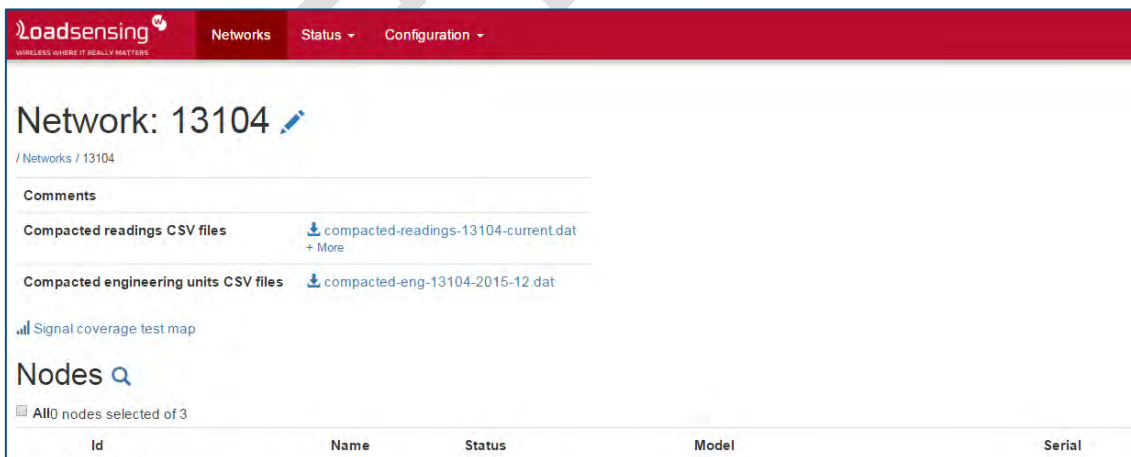 Loadsensing
WIRELESS WHERE IT REALLY MATTERS
Networks Status Configuration
Network: 13104
/ Networks / 13104
Comments
Compacted readings CSV files compacted-readings-13104-current.dat
+ More
Compacted engineering units CSV files compacted-eng-13104-2015-12.dat
Signal coverage test map
Nodes
All0 nodes selected of 3
Id Name Status Model Serial